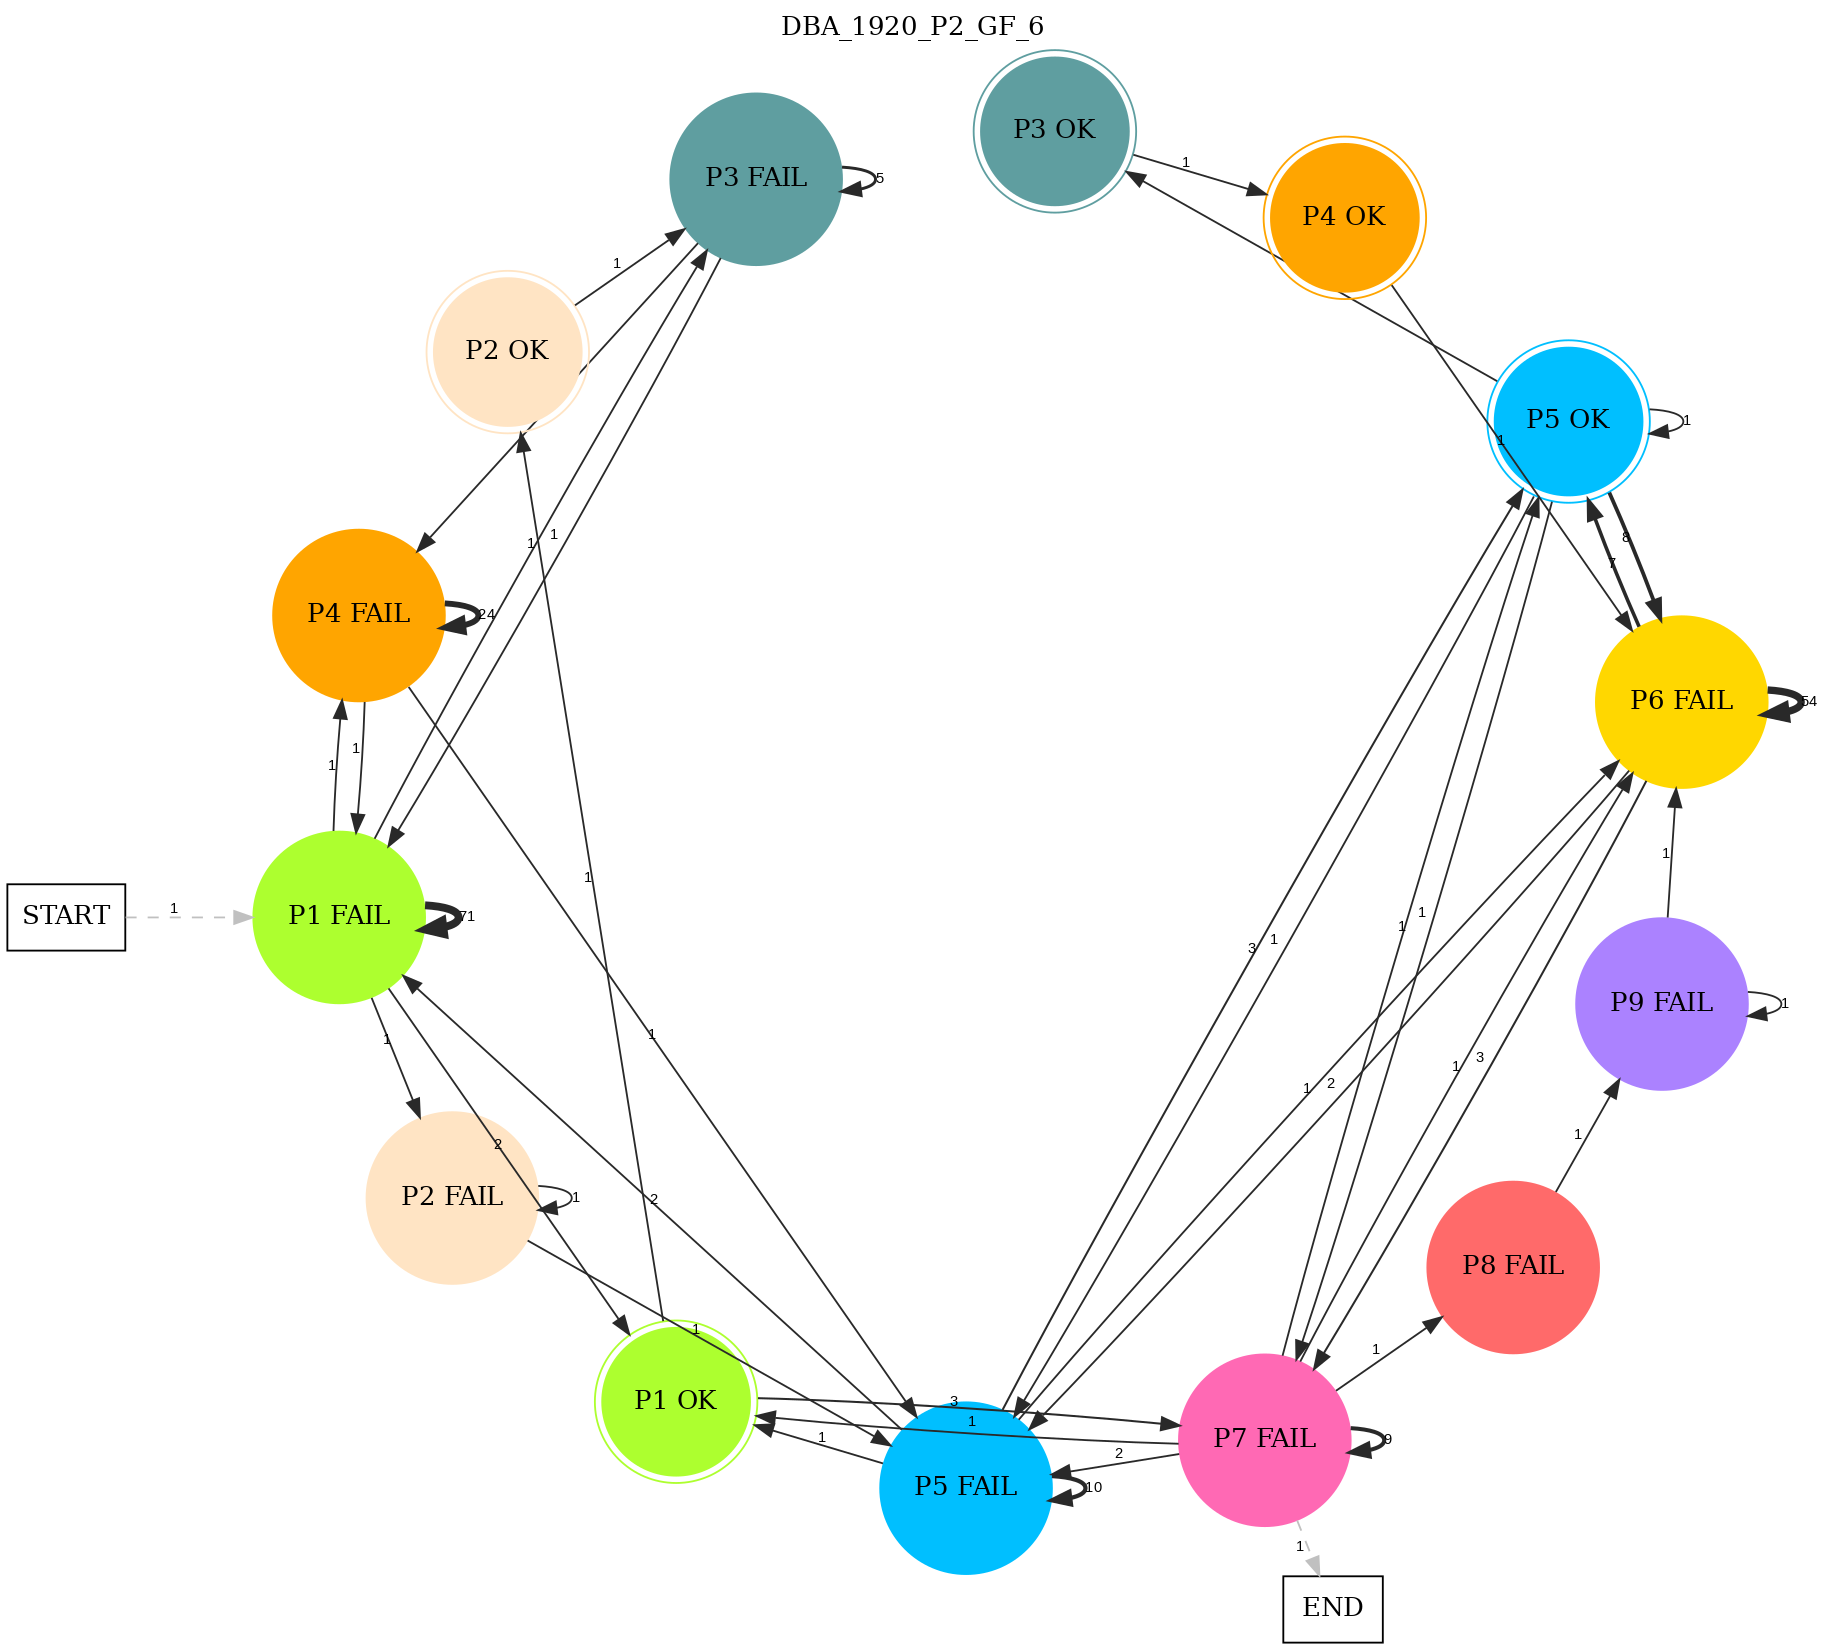 DBA_1920_P2_GF_6
P3 OK
P3 FAIL
1
5
P4 OK
1
P2 OK
P5 OK
1
1
8
1
1
7
P4 FAIL
24
P6 FAIL
54
1
1
1
1
1
P9 FAIL
1
START
1
P1 FAIL
71
1
1
3
1
1
1
3
1
2
1
1
2
P2 FAIL
1
2
P8 FAIL
1
1
P1 OK
3
1
1
2
P7 FAIL
9
P5 FAIL
10
1
END